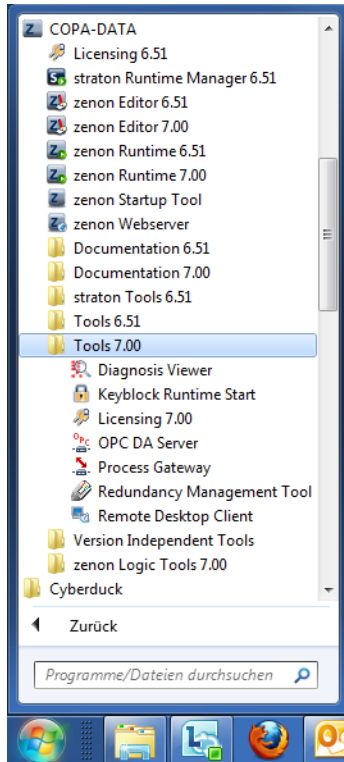 COPA-DATA
Licensing 6.51
straton Runtime Manager 6.51
zenon Editor 6.51
zenon Editor 7.00
zenon Runtime 6.51
zenon Runtime 7.00
zenon Startup Tool
zenon Webserver
Documentation 6.51
Documentation 7.00
straton Tools 6.51
Tools 6.51
Tools 7.00
Diagnosis Viewer
Keyblock Runtime Start
Licensing 7.00
OPC DA Server
Process Gateway
Redundancy Management Tool
Remote Desktop Client
Version Independent Tools
zenon Logic Tools 7.00
Cyberduck
Zurück
Programme/Dateien durchsuchen